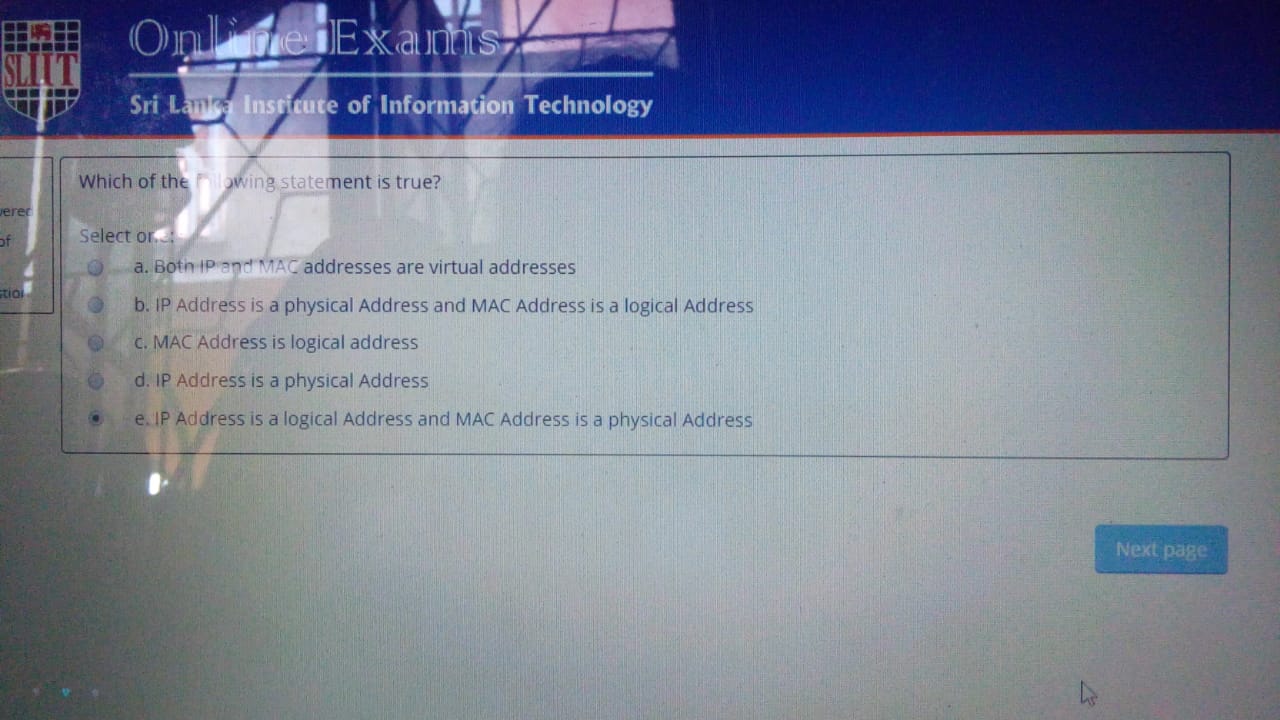 SLIIT
Online Exams
Sri Lanka Institute of Information Technology
Which of the following statement is true?
vered
of
stion
Select one:
a. Both IP and MAC addresses are virtual addresses
b. IP Address is a physical Address and MAC Address is a logical Address
c. MAC Address is logical address
d. IP Address is a physical Address
e. IP Address is a logical Address and MAC Address is a physical Address
Next page